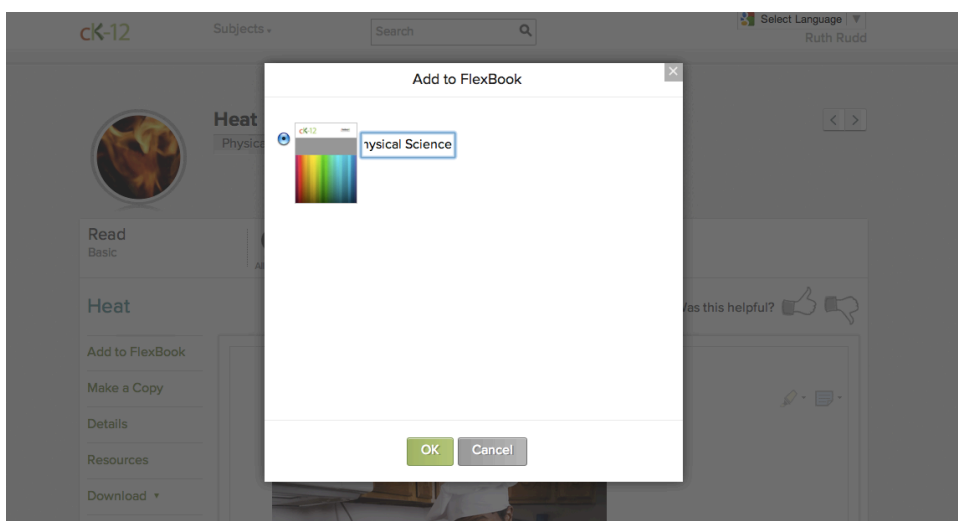 cK-12
Subjects
Search
Select Language
Ruth Rudd
Add to FlexBook
Heat
cK-12
hysical Science
Read
Basic
Heat
Was this helpful?
Add to FlexBook
Make a Copy
Details
Resources
Download
OK
Cancel